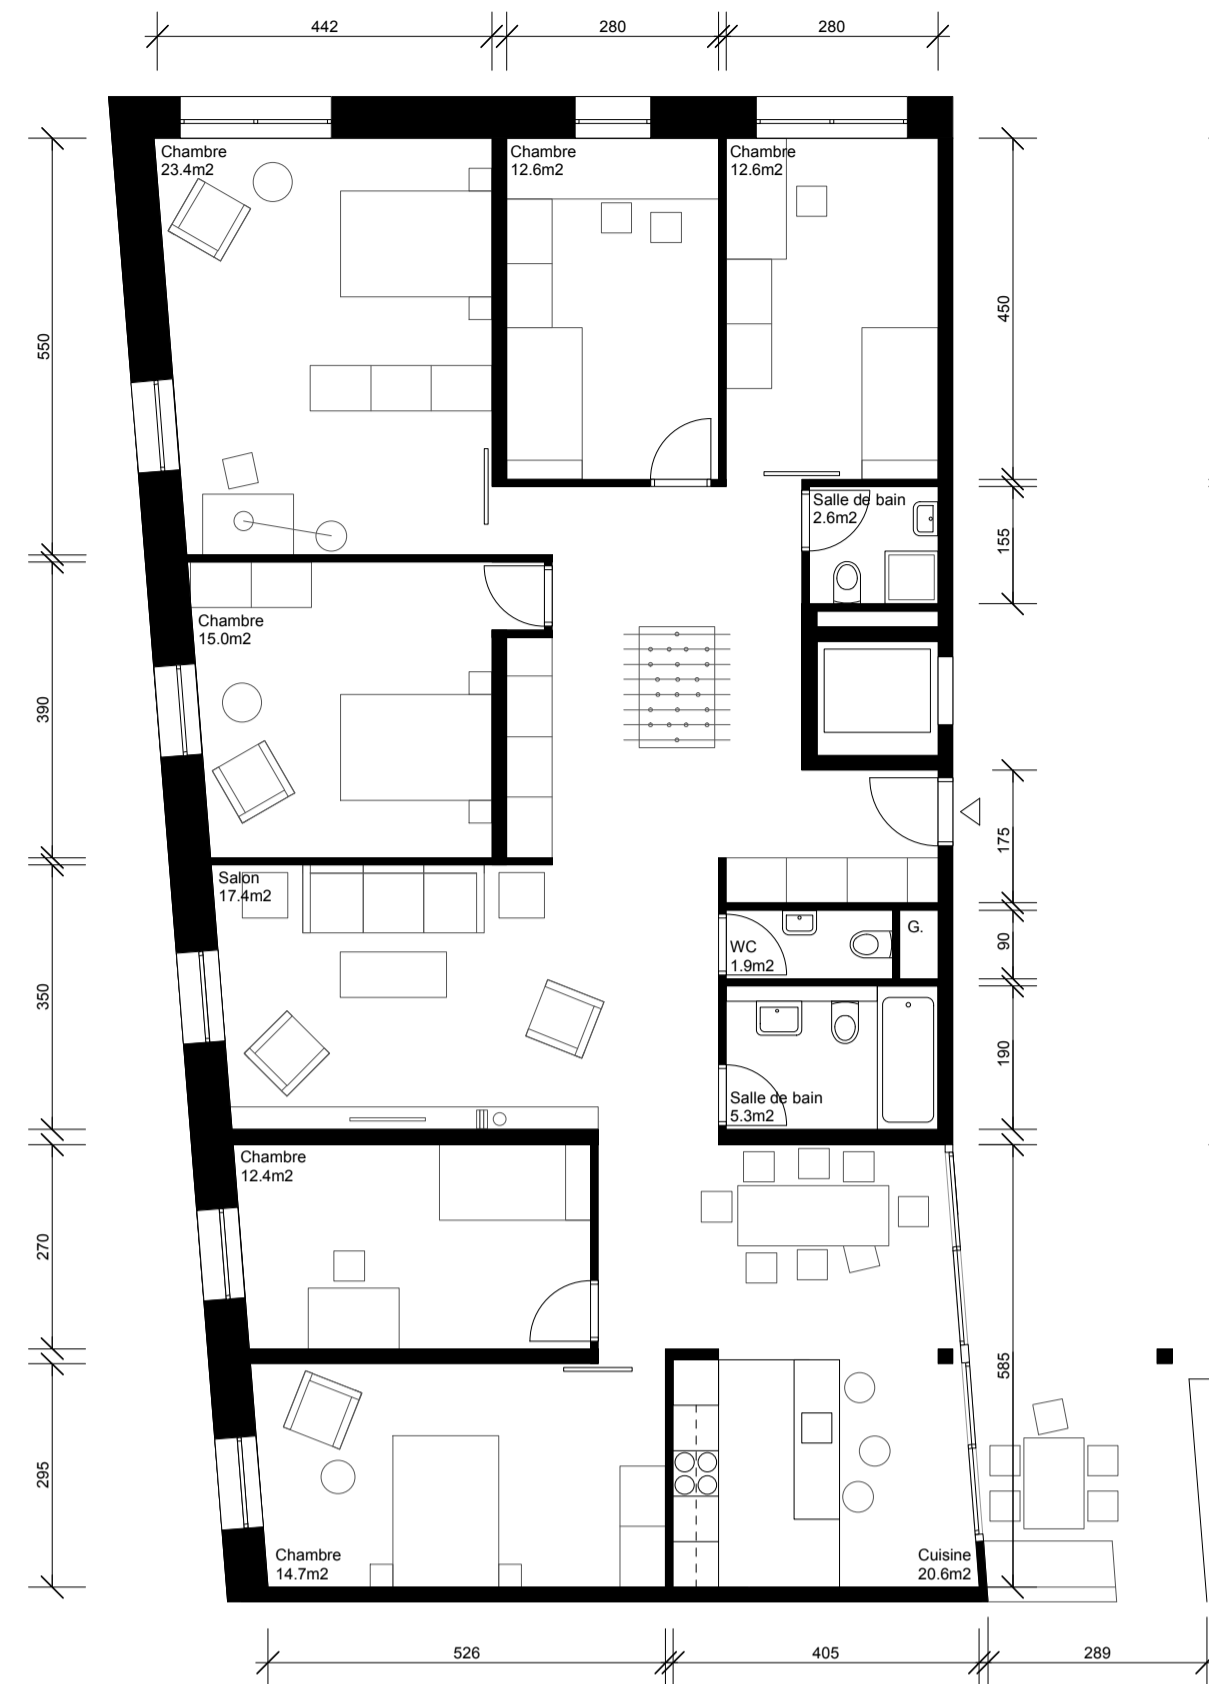 442
280
280
Chambre
23.4m2
Chambre
12.6m2
Chambre
12.6m2
550
450
Salle de bain
2.6m2
155
Chambre
15.0m2
390
175
Salon
17.4m2
G.
WC
1.9m2
90
350
190
Salle de bain
5.3m2
Chambre
12.4m2
270
585
295
Chambre
14.7m2
Cuisine
20.6m2
526
405
289